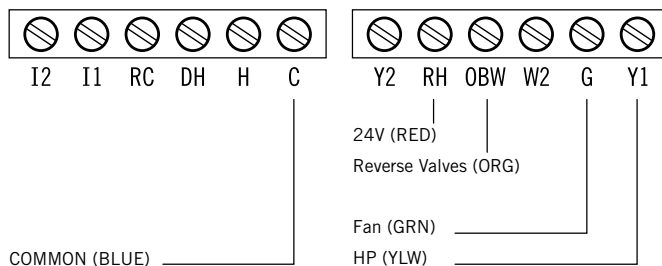 I2 I1 RC DH H C
Y2 RH OBW W2 G Y1
24V (RED)
Reverse Valves (ORG)
Fan (GRN)
COMMON (BLUE)
HP (YLW)